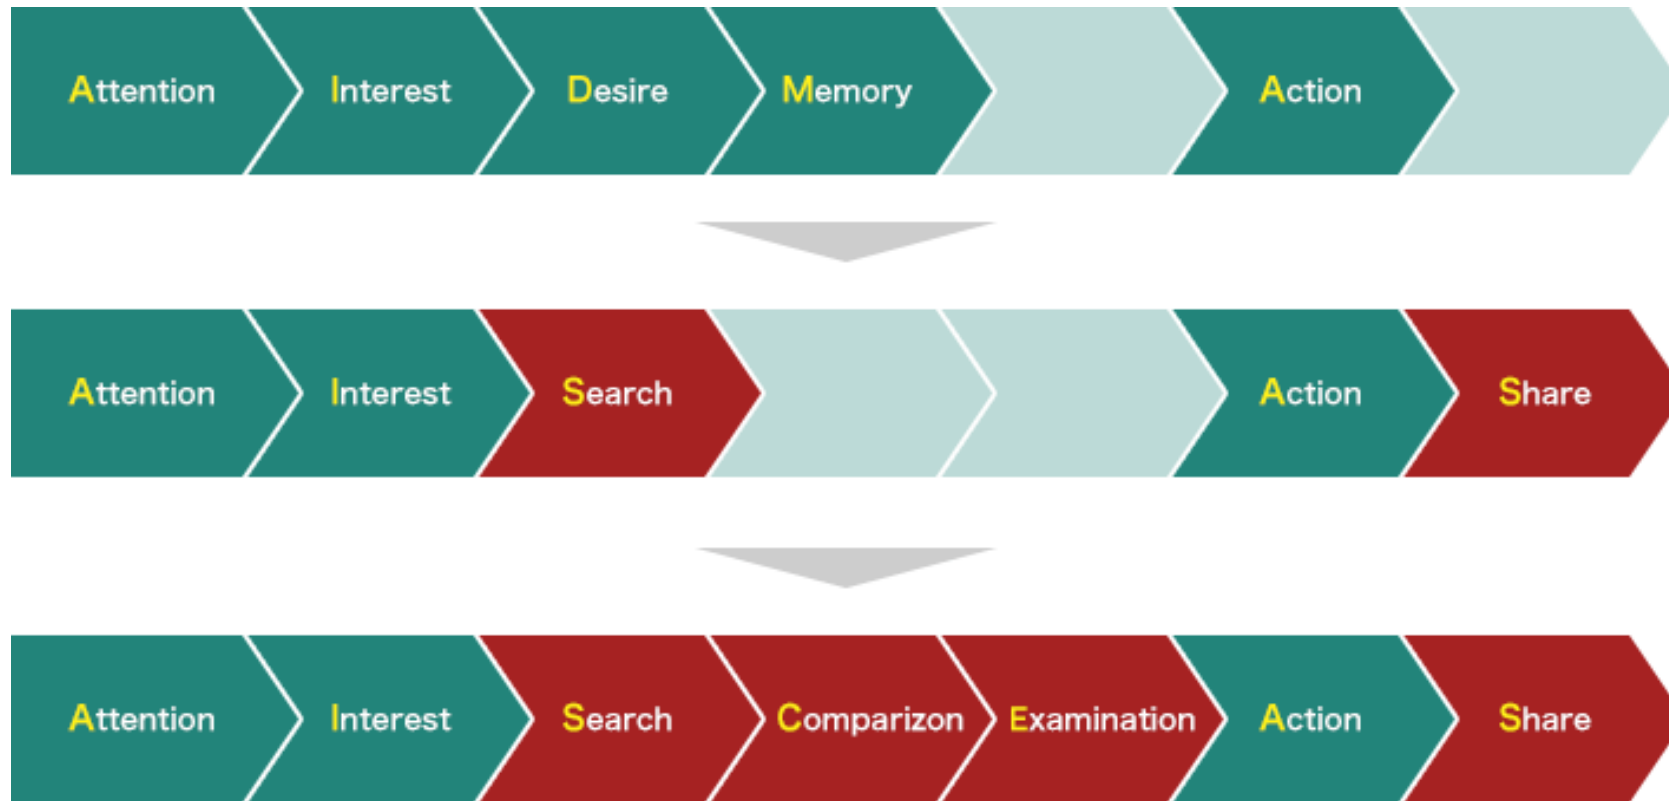 Attention Interest Desire Memory Action
Attention Interest Search Action Share
Attention Interest Search Comparizon Examination Action Share